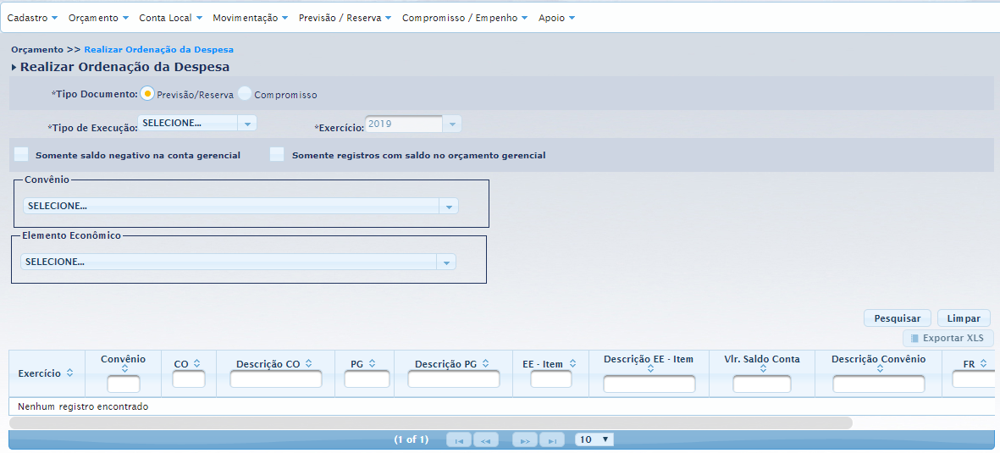 Cadastro Orçamento Conta Local Movimentação Previsão / Reserva Compromisso / Empenho Apoio
Orçamento >> Realizar Ordenação da Despesa
Realizar Ordenação da Despesa
*Tipo Documento: Previsão/Reserva Compromisso
*Tipo de Execução: SELECIONE... *Exercício: 2019
Somente saldo negativo na conta gerencial Somente registros com saldo no orçamento gerencial
Convênio
SELECIONE...
Elemento Econômico
SELECIONE...
Pesquisar Limpar
Exportar XLS
Exercício Convênio CO Descrição CO PG Descrição PG EE - Item Descrição EE - Item Vlr. Saldo Conta Descrição Convênio FR
Nenhum registro encontrado
(1 of 1) 10